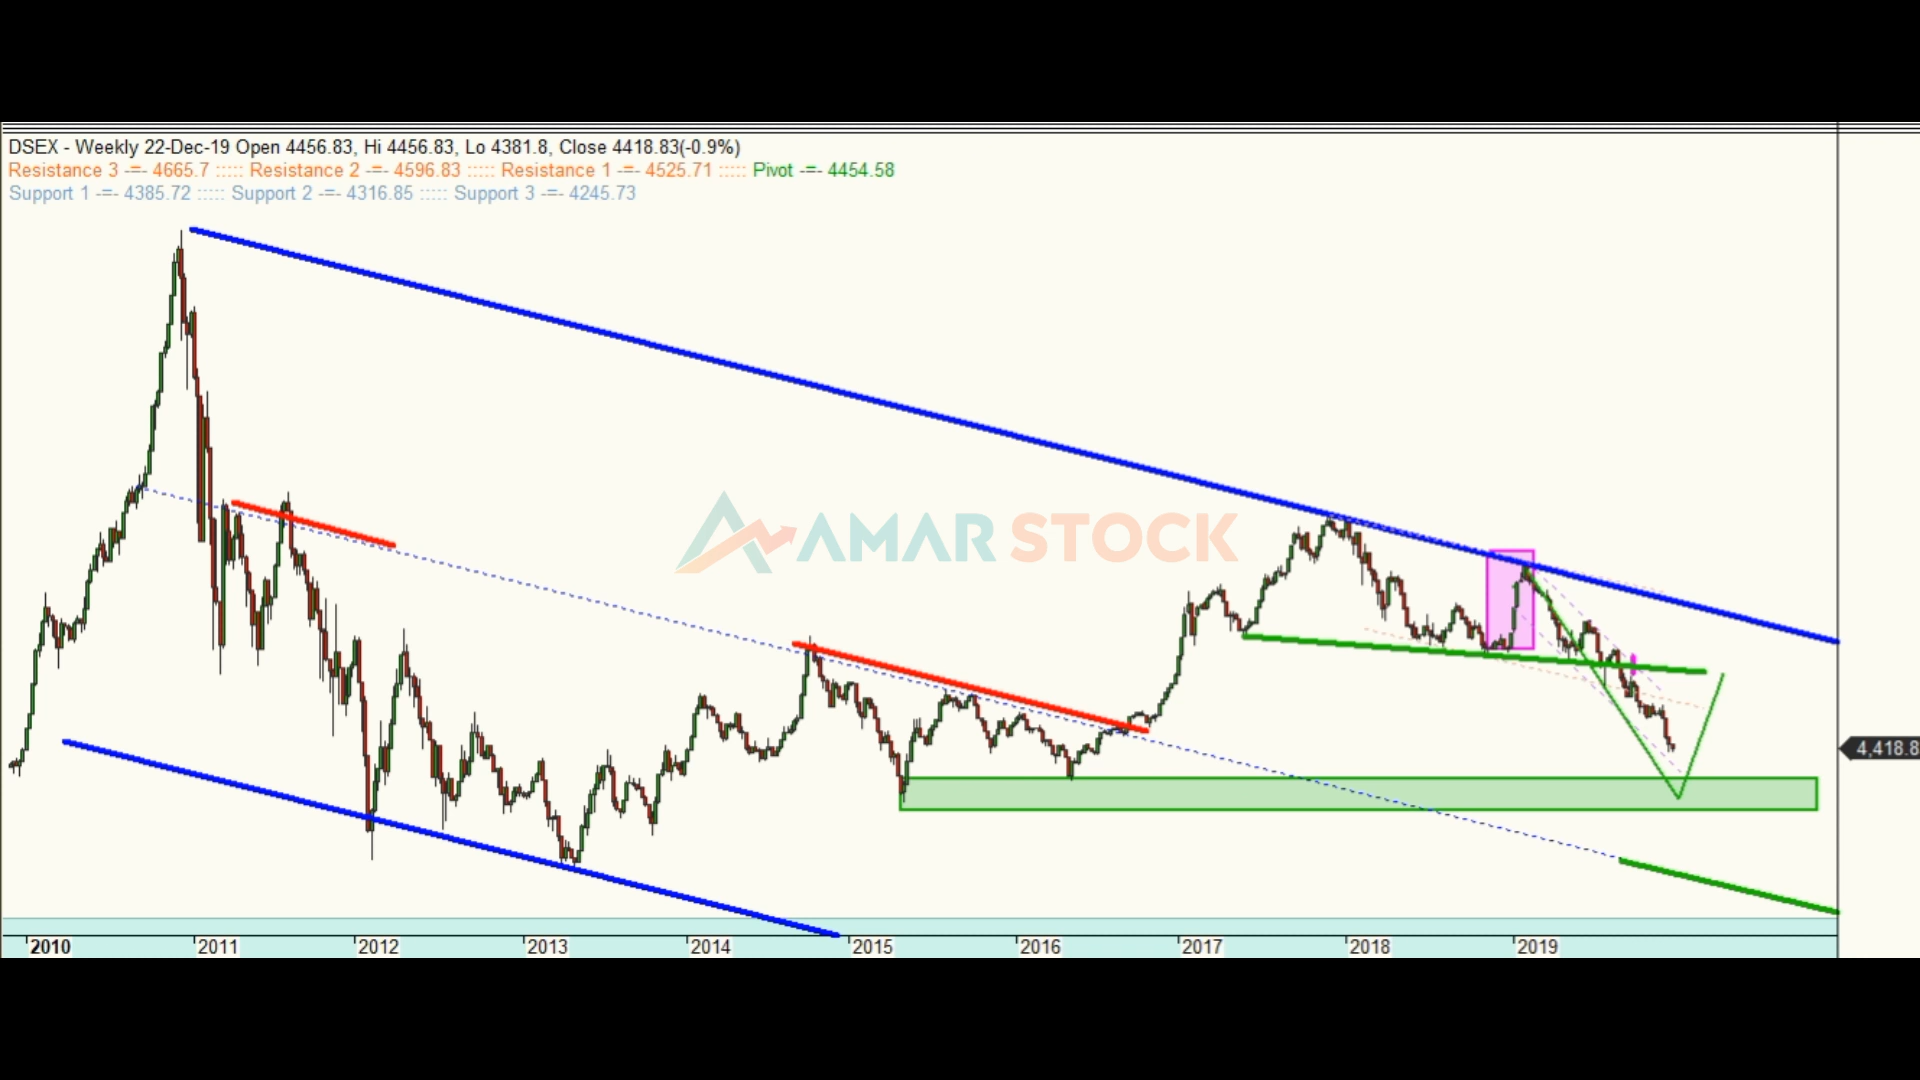 DSEX - Weekly 22-Dec-19 Open 4456.83, Hi 4456.83, Lo 4381.8, Close 4418.83(-0.9%)
Resistance 3 -=- 4665.7 ::::: Resistance 2 -=- 4596.83 ::::: Resistance 1 -=- 4525.71 ::::: Pivot -=- 4454.58
Support 1 -=- 4385.72 ::::: Support 2 -=- 4316.85 ::::: Support 3 -=- 4245.73
AMAR STOCK
4,418.8
2010 2011 2012 2013 2014 2015 2016 2017 2018 2019